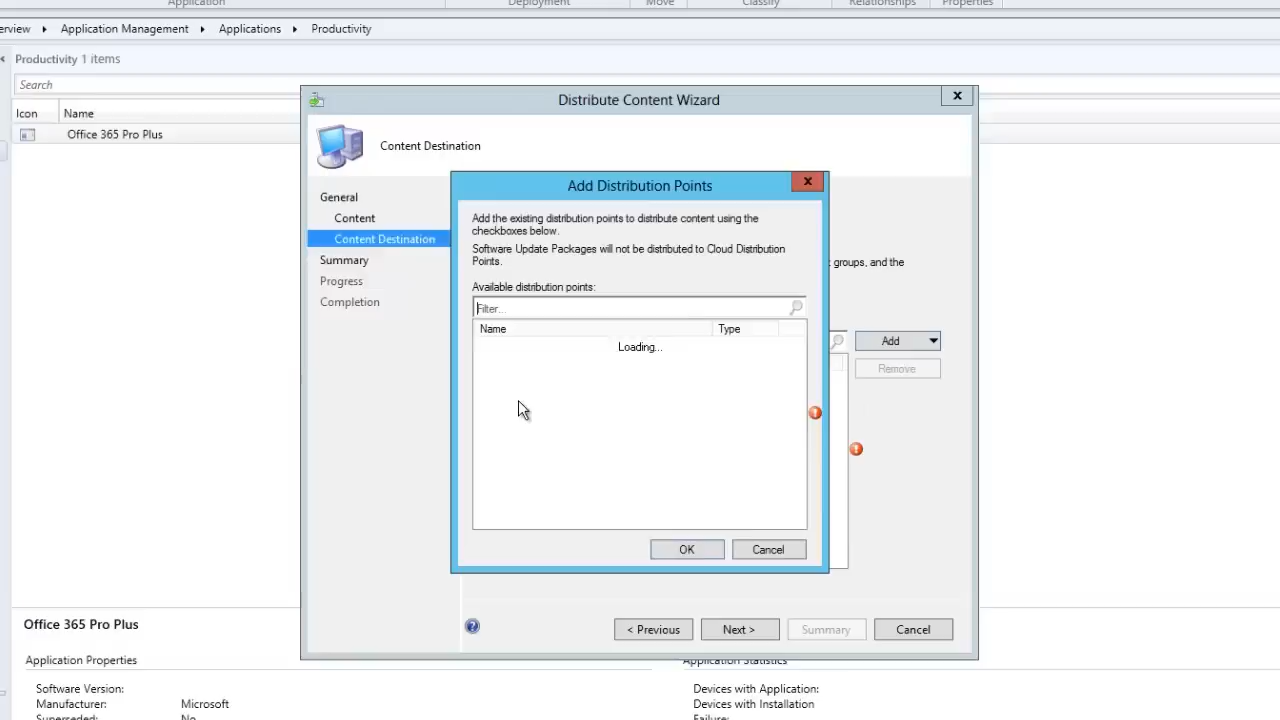 Application
Deployment
Move
Classify
Relationships
Properties
erview ▸ Application Management ▸ Applications ▸ Productivity
Productivity 1 items
Search
Icon Name
Office 365 Pro Plus
Distribute Content Wizard
x
Content Destination
General
Content
Content Destination
Summary
Progress
Completion
Add Distribution Points
x
Add the existing distribution points to distribute content using the
checkboxes below.
Software Update Packages will not be distributed to Cloud Distribution
Points.
Available distribution points:
Filter...
Name Type
Loading...
OK Cancel
groups, and the
Add
Remove
< Previous Next > Summary Cancel
Office 365 Pro Plus
Application Properties
Software Version:
Manufacturer: Microsoft
Superseded: No
Application Statistics
Devices with Application:
Devices with Installation
Failure: